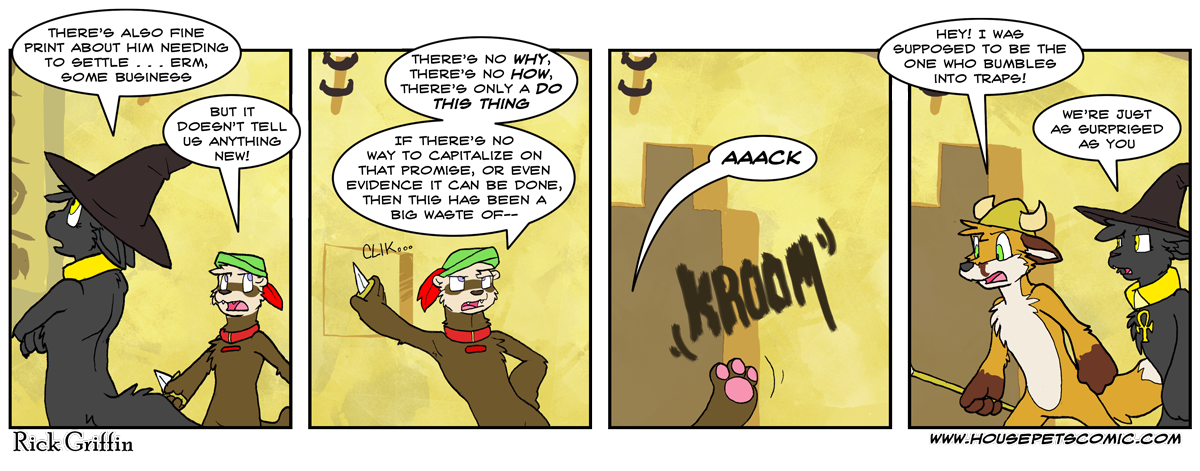 THERE'S ALSO FINE
PRINT ABOUT HIM NEEDING
TO SETTLE . . . ERM,
SOME BUSINESS
BUT IT
DOESN'T TELL
US ANYTHING
NEW!
THERE'S NO WHY,
THERE'S NO HOW,
THERE'S ONLY A DO
THIS THING
IF THERE'S NO
WAY TO CAPITALIZE ON
THAT PROMISE, OR EVEN
EVIDENCE IT CAN BE DONE,
THEN THIS HAS BEEN A
BIG WASTE OF--
CLIK...
AAACK
KROOM
HEY! I WAS
SUPPOSED TO BE THE
ONE WHO BUMBLES
INTO TRAPS!
WE'RE JUST
AS SURPRISED
AS YOU
Rick Griffin
WWW.HOUSEPETSCOMIC.COM